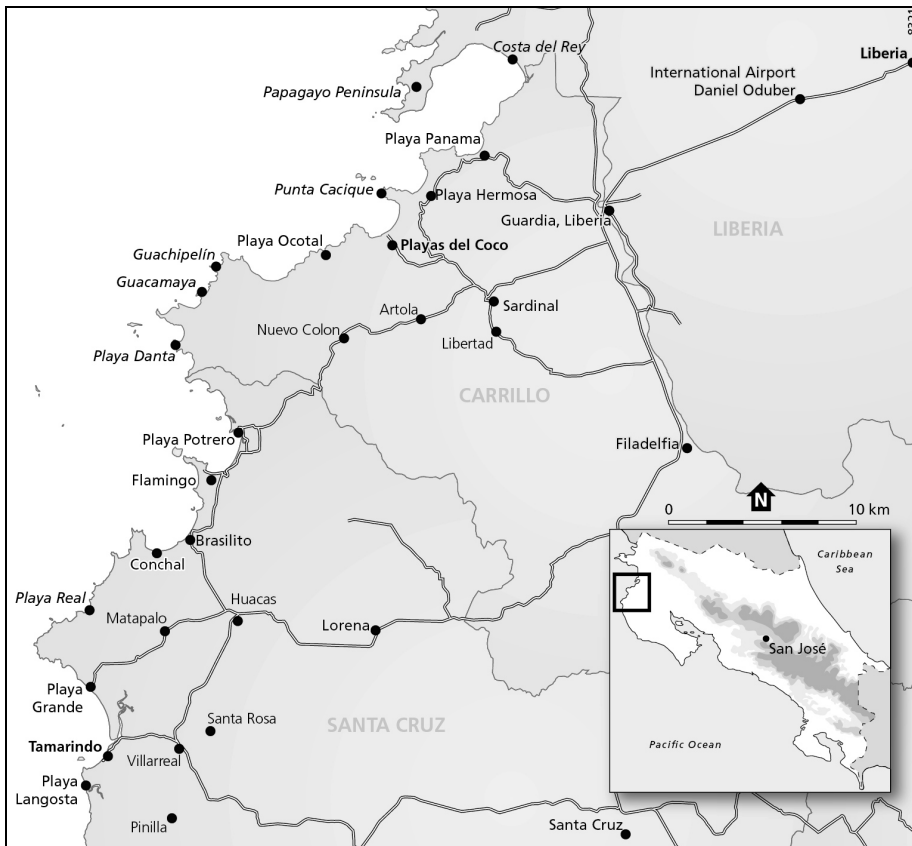 Costa del Rey
Liberia
International Airport
Daniel Oduber
Papagayo Peninsula
Playa Panama
Punta Cacique
Playa Hermosa
Guardia, Liberia
LIBERIA
Playa Ocotal
Playas del Coco
Guachipelín
Guacamaya
Sardinal
Artola
Nuevo Colon
Libertad
Playa Danta
CARRILLO
Playa Potrero
Filadelfia
Flamingo
N
0
10 km
Brasilito
Conchal
Caribbean
Sea
Playa Real
Huacas
Matapalo
Lorena
San José
Playa
Grande
Santa Rosa
SANTA CRUZ
Tamarindo
Villarreal
Pacific Ocean
Playa
Langosta
Pinilla
Santa Cruz